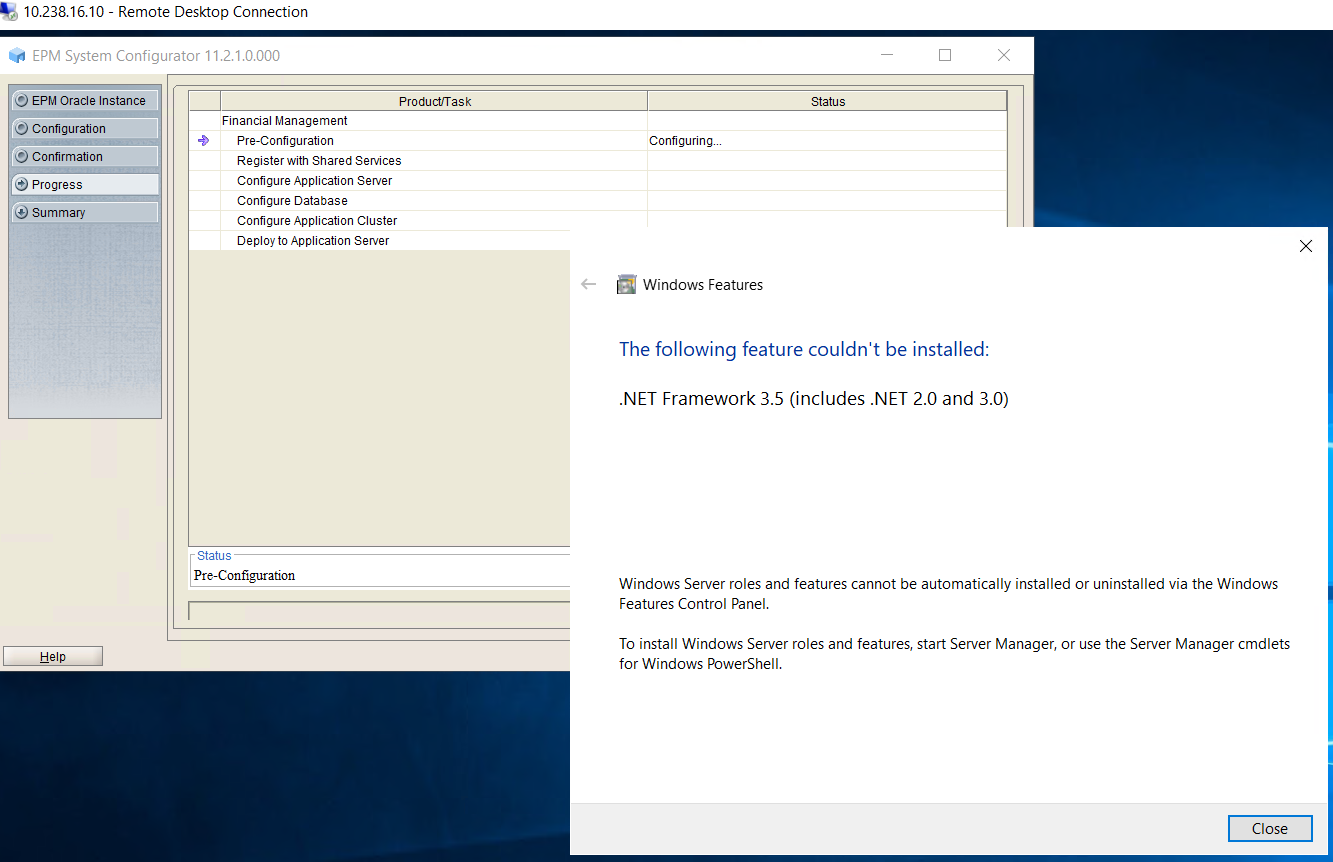 10.238.16.10 - Remote Desktop Connection
EPM System Configurator 11.2.1.0.000
EPM Oracle Instance
Configuration
Confirmation
Progress
Summary
Product/Task Status
Financial Management
Pre-Configuration Configuring...
Register with Shared Services
Configure Application Server
Configure Database
Configure Application Cluster
Deploy to Application Server
Status
Pre-Configuration
Help
Windows Features
The following feature couldn't be installed:
.NET Framework 3.5 (includes .NET 2.0 and 3.0)
Windows Server roles and features cannot be automatically installed or uninstalled via the Windows
Features Control Panel.
To install Windows Server roles and features, start Server Manager, or use the Server Manager cmdlets
for Windows PowerShell.
Close